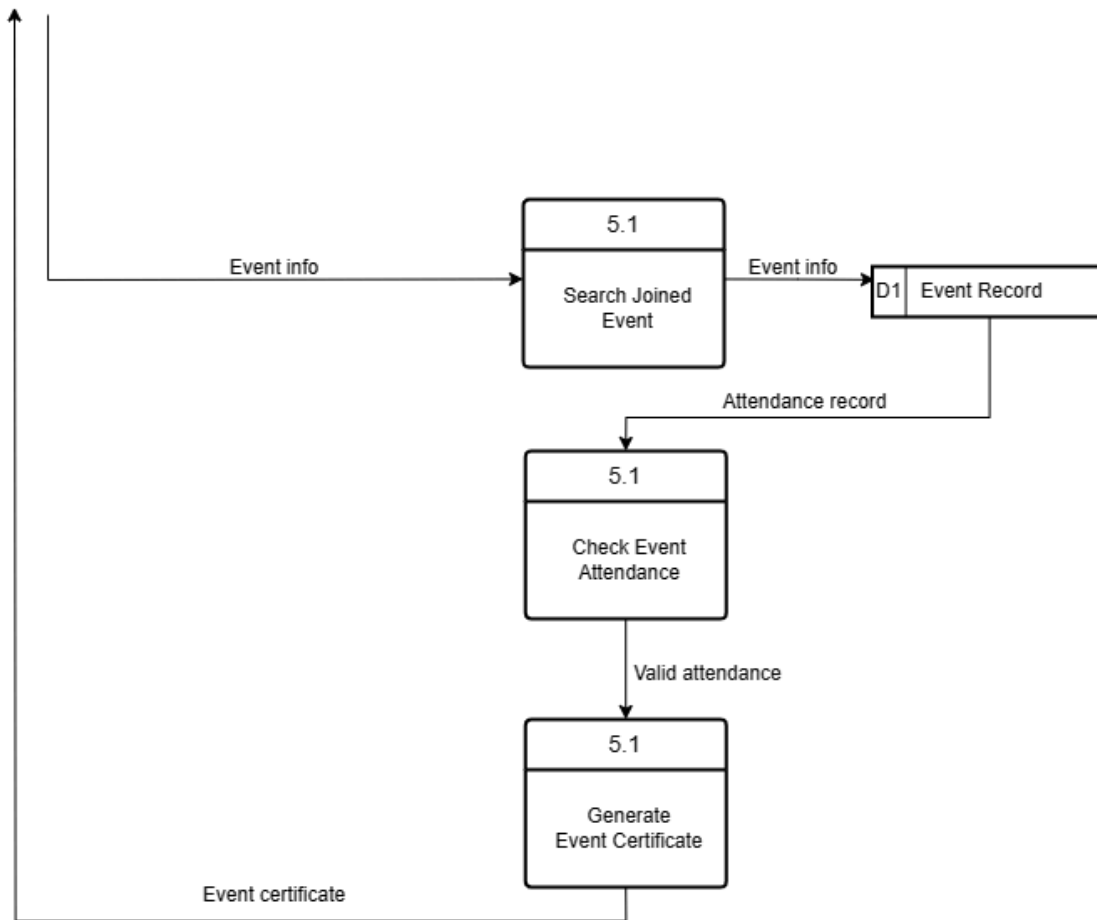 5.1
Event info
Event info
Search Joined
Event
D1
Event Record
Attendance record
5.1
Check Event
Attendance
Valid attendance
5.1
Generate
Event Certificate
Event certificate